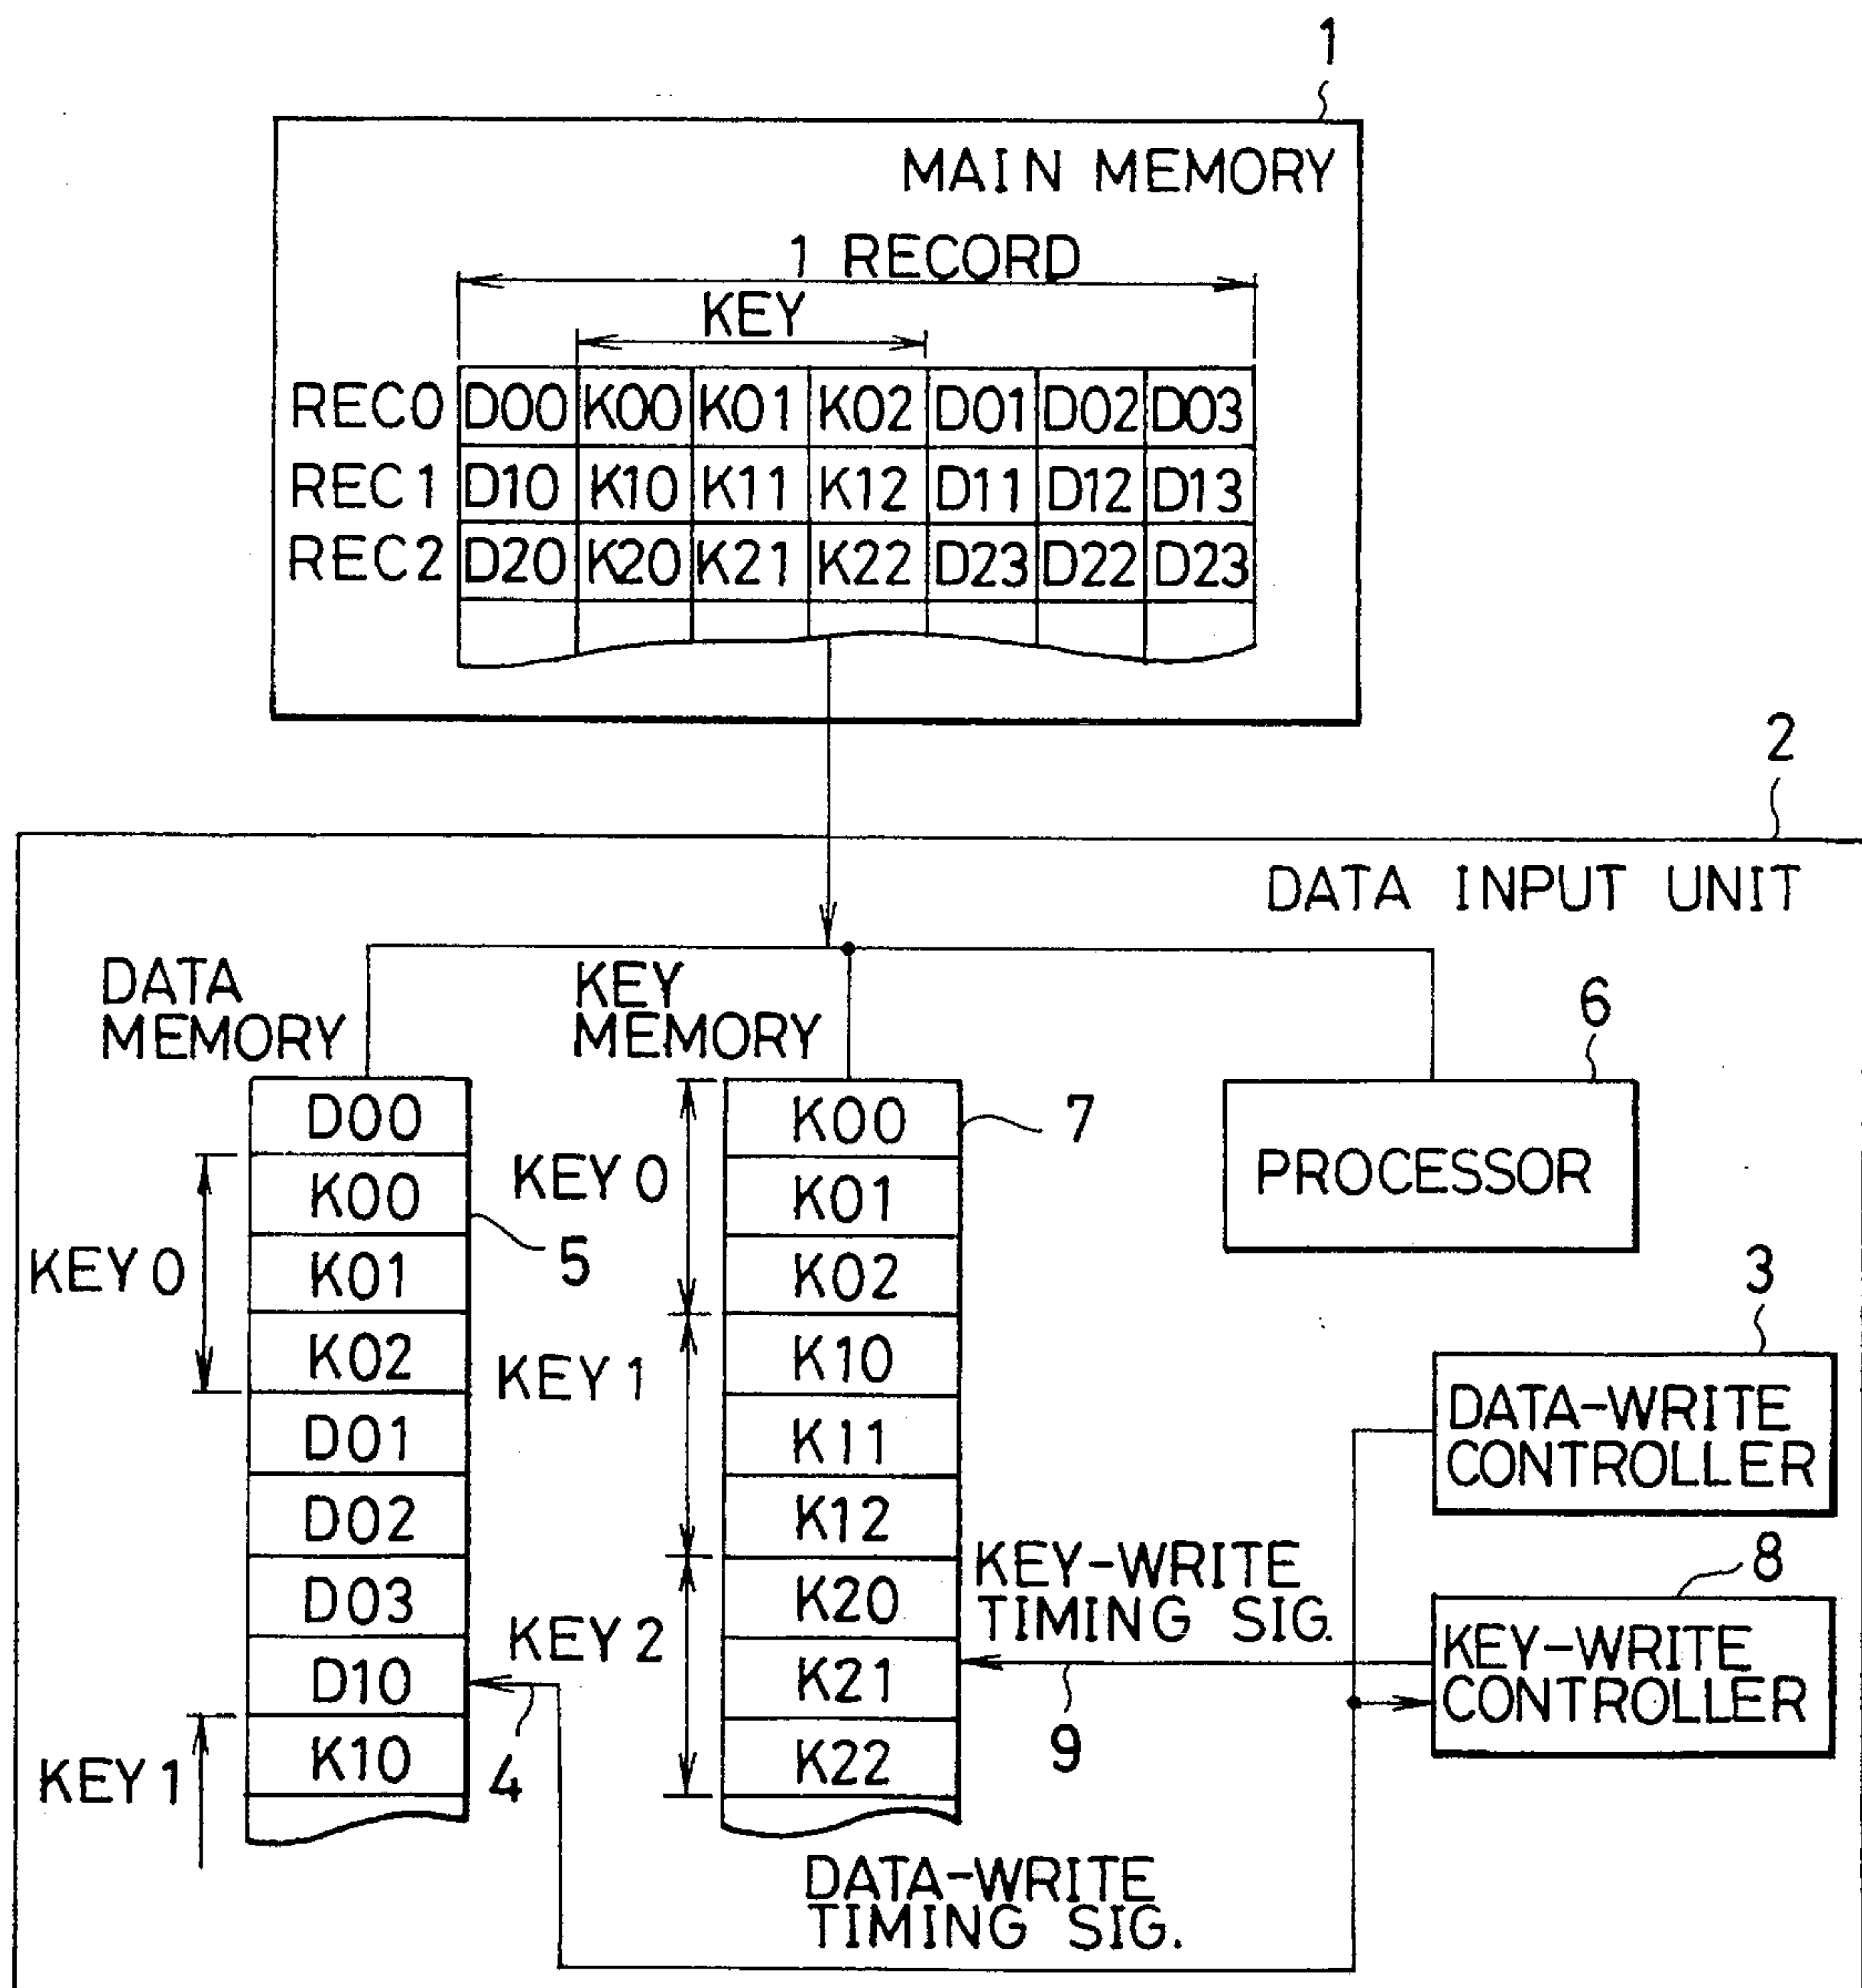 1
MAIN MEMORY
1 RECORD
KEY
REC0 D00 K00 K01 K02 D01 D02 D03
REC1 D10 K10 K11 K12 D11 D12 D13
REC2 D20 K20 K21 K22 D23 D22 D23
2
DATA INPUT UNIT
DATA
MEMORY
KEY
MEMORY
6
PROCESSOR
D00
K00
K01
K02
D01
D02
D03
D10
K10
KEY 0
KEY 1
5
4
K00
K01
K02
K10
K11
K12
K20
K21
K22
KEY 0
KEY 1
KEY 2
7
3
DATA-WRITE
CONTROLLER
8
KEY-WRITE
CONTROLLER
KEY-WRITE
TIMING SIG.
9
DATA-WRITE
TIMING SIG.